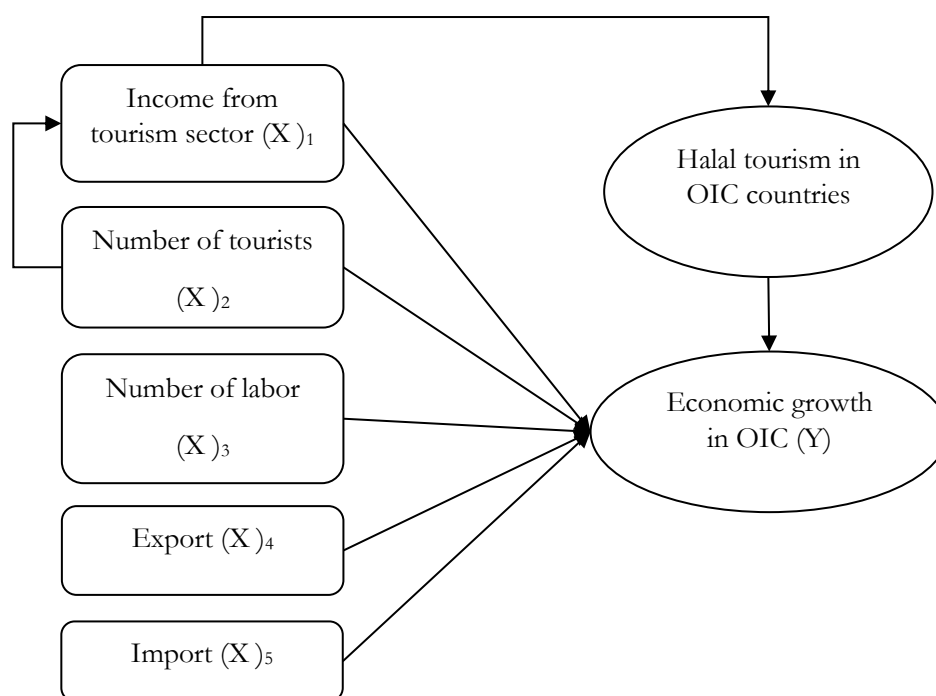 Income from
tourism sector (X )₁
Number of tourists
(X )₂
Number of labor
(X )₃
Export (X )₄
Import (X )₅
Halal tourism in
OIC countries
Economic growth
in OIC (Y)